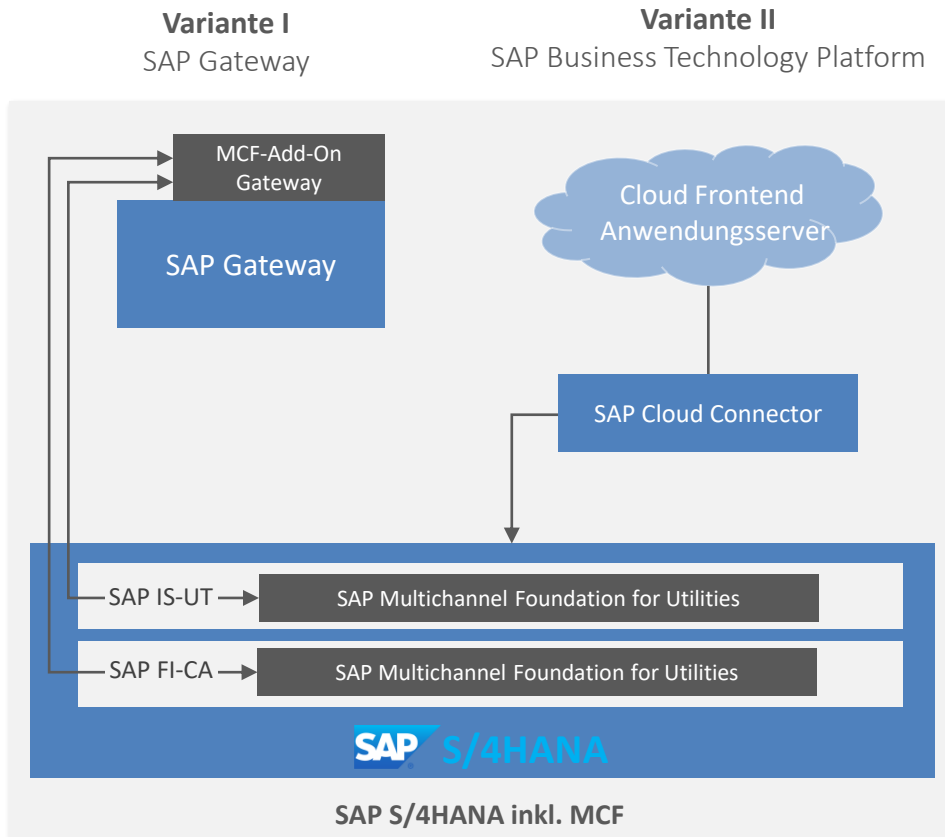 Variante I
SAP Gateway
Variante II
SAP Business Technology Platform
MCF-Add-On
Gateway
SAP Gateway
Cloud Frontend
Anwendungsserver
SAP Cloud Connector
SAP IS-UT
SAP Multichannel Foundation for Utilities
SAP FI-CA
SAP Multichannel Foundation for Utilities
SAP S/4HANA
SAP S/4HANA inkl. MCF